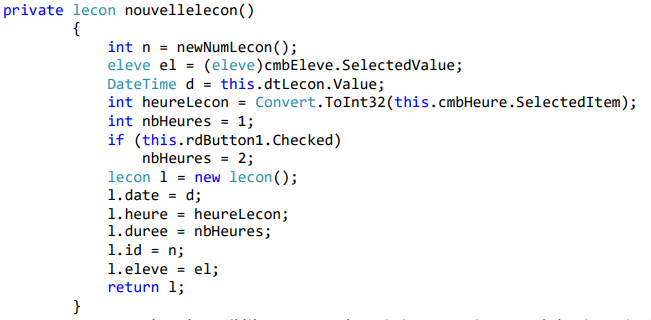 private lecon nouvellelecon()
{
int n = newNumLecon();
eleve el = (eleve)cmbEleve.SelectedValue;
DateTime d = this.dtLecon.Value;
int heureLecon = Convert.ToInt32(this.cmbHeure.SelectedItem);
int nbHeures = 1;
if (this.rdButton1.Checked)
nbHeures = 2;
lecon l = new lecon();
l.date = d;
l.heure = heureLecon;
l.duree = nbHeures;
l.id = n;
l.eleve = el;
return l;
}